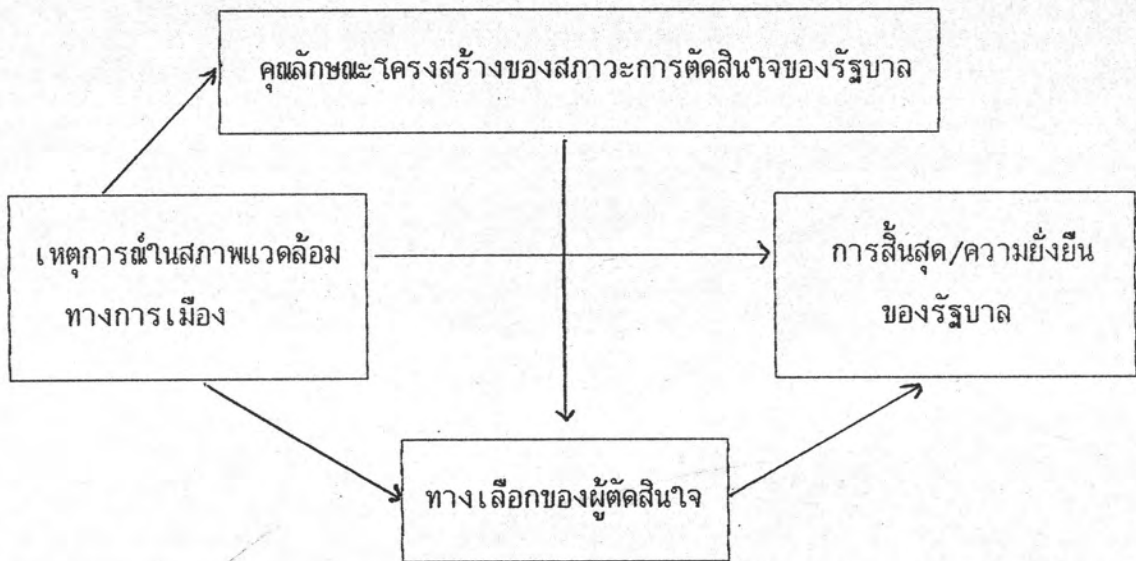 คุณลักษณะโครงสร้างของสภาวะการตัดสินใจของรัฐบาล
เหตุการณ์ในสภาพแวดล้อม
ทางการเมือง
การสิ้นสุด/ความยั่งยืน
ของรัฐบาล
ทางเลือกของผู้ตัดสินใจ